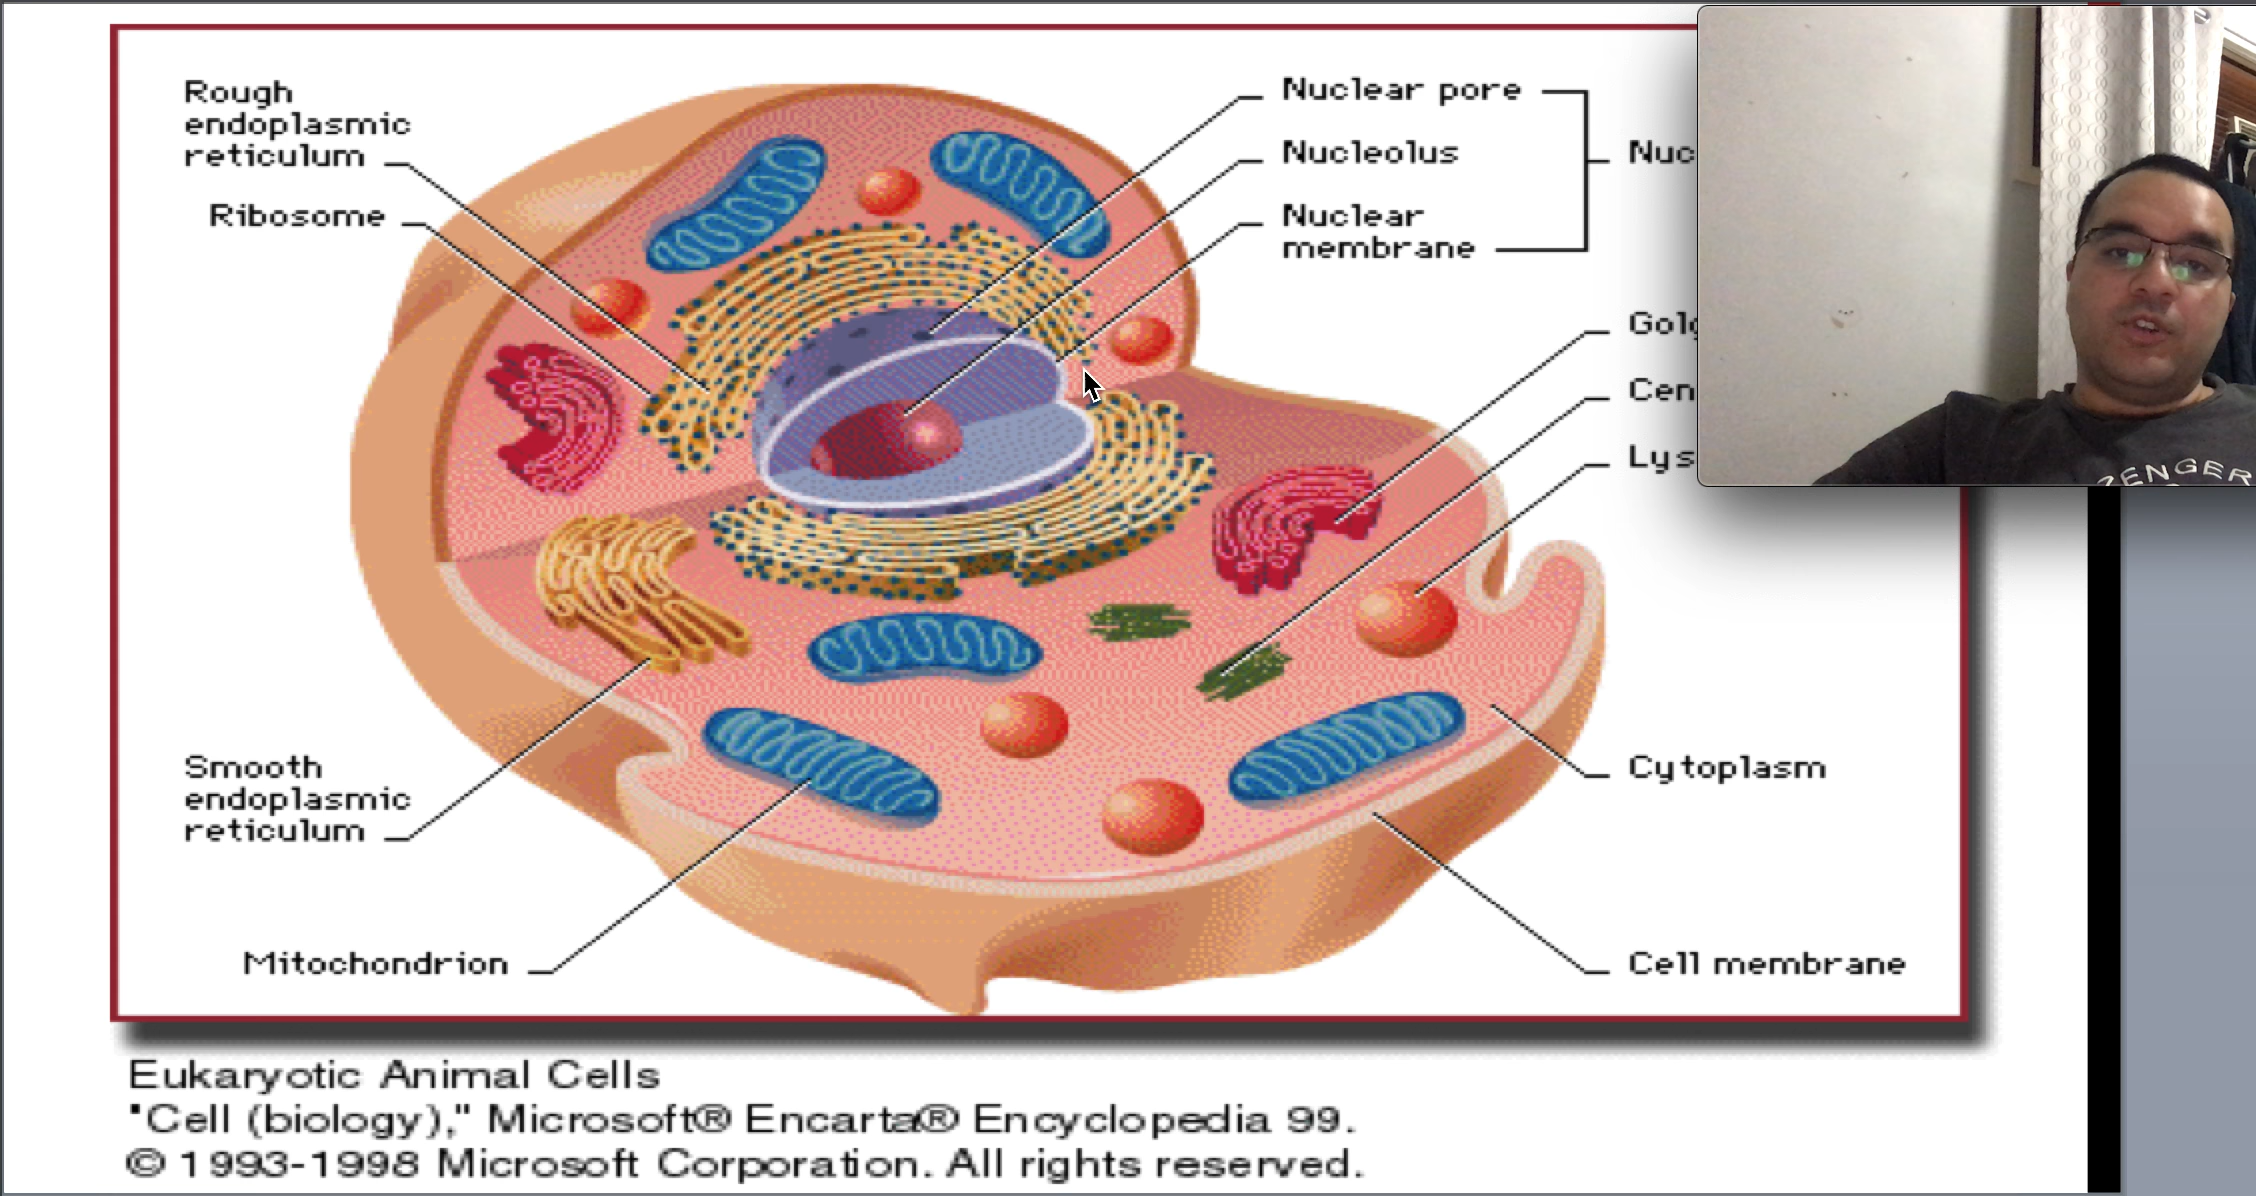 Rough
endoplasmic
reticulum
Ribosome
Nuclear pore
Nucleolus
Nuclear
membrane
Smooth
endoplasmic
reticulum
Mitochondrion
Cytoplasm
Cell membrane
Eukaryotic Animal Cells
"Cell (biology)," Microsoft® Encarta® Encyclopedia 99.
© 1993-1998 Microsoft Corporation. All rights reserved.